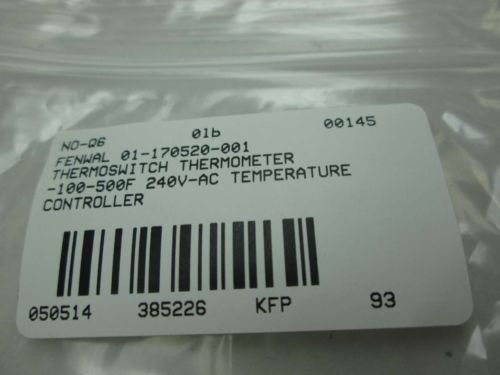 NO-Q6 01b 00145
FENWAL 01-170520-001
THERMOSWITCH THERMOMETER
-100-500F 240V-AC TEMPERATURE
CONTROLLER
050514 385226 KFP 93